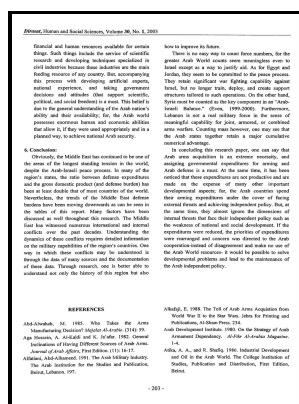 Dirasat, Human and Social Sciences, Volume 30, No. 1, 2003
financial and human resources available for certain
things. Such things include the service of scientific
research and developing techniques specialized in
civil industries because these industries are the main
feeding resource of any country. But, accompanying
this process with developing artificial experts,
national experience, and taking government
decisions and attitudes (that support scientific,
political, and social freedom) is a must. This belief is
due to the general understanding of the Arab nation's
ability and their availability; for, the Arab world
possesses enormous human and economic abilities
that allow it, if they were used appropriately and in a
planned way, to achieve national Arab security.
6. Conclusion:
Obviously, the Middle East has continued to be one of
the areas of the largest standing tension in the world,
despite the Arab-Israeli peace process. In many of the
region's states, the ratio between defense expenditures
and the gross domestic product (and defense burden) has
been at least double that of most countries of the world.
Nevertheless, the trends of the Middle East defense
burdens have been moving downwards as can be seen in
the tables of this report. Many factors have been
discussed as well throughout this research. The Middle
East has witnessed numerous international and internal
conflicts over the past decades. Understanding the
dynamics of these conflicts requires detailed information
on the military capabilities of the region's countries. One
way in which these conflicts may be understood is
through the data of many sources and the documentation
of these data. Through research, one is better able to
understand not only the history of this region but also
how to improve its future.
There is no easy way to count force numbers, for the
greater Arab World counts seem meaningless even to
Israel except as a way to justify aid. As for Egypt and
Jordan, they seem to be committed to the peace process.
They retain significant war fighting capability against
Israel, but no longer train, deploy, and create support
structures tailored to such operations. On the other hand,
Syria must be counted as the key component in an "Arab-
Israeli Balance." (Evon, 1999-2000). Furthermore,
Lebanon is not a real military force in the sense of
meaningful capability for joint, armored, or combined
arms warfare. Counting mass however, one may see that
the Arab states together retain a major cumulative
numerical advantage.
In concluding this research paper, one can say that
Arab arms acquisition is an extreme necessity, and
assigning governmental expenditures for arming and
Arab defense is a must. At the same time, it has been
noticed that these expenditures are not productive and are
made on the expense of many other important
developmental aspects; for, the Arab countries spend
their arming expenditures under the cover of facing
external threats and achieving independent policy. But, at
the same time, they almost ignore the dimensions of
internal threats that face their independent policy such as
the weakness of national and social development. If the
expenditures were reduced, the priorities of expenditures
were rearranged and concern was directed to the Arab
cooperation-instead of disagreement and make no use of
the Arab World resources- it would be possible to solve
developmental problems and lead to the maintenance of
the Arab independent policy.
REFERENCES
Abd-Alwahab, M. 1985. Who Takes the Arms
Manufacturing Decision? Mujalat Al-Arabia. (314): 59.
Aga Hossein, A. Al-Kaldi and K. Ja'afar. 1982. General
Inclinations of Having Different Sources of Arab Arms.
Journal of Arab Affairs, First Edition. (11): 16-17.
Alfidani, Abd-Alhameed. 1991. The Arab Military Industry.
The Arab Institution for the Studies and Publication,
Beirut, Lebanon. 197.
Alkafaji, E. 1988. The Toll of Arab Arms Acquisition from
World War II to the Star Wars. Jobex for Printing and
Publications, Al-Sham Press: 234.
Arab Development Institute. 1980. On the Strategy of Arab
Armament Dependency. Al-Fikr Al-Arabia Magazine.
1-4.
Atika, A. A., and R. Shafiq. 1986. Industrial Development
and Oil in the Arab World. The College Institution of
Studies, Publication and Distribution, First Edition,
Beirut.
- 203 -